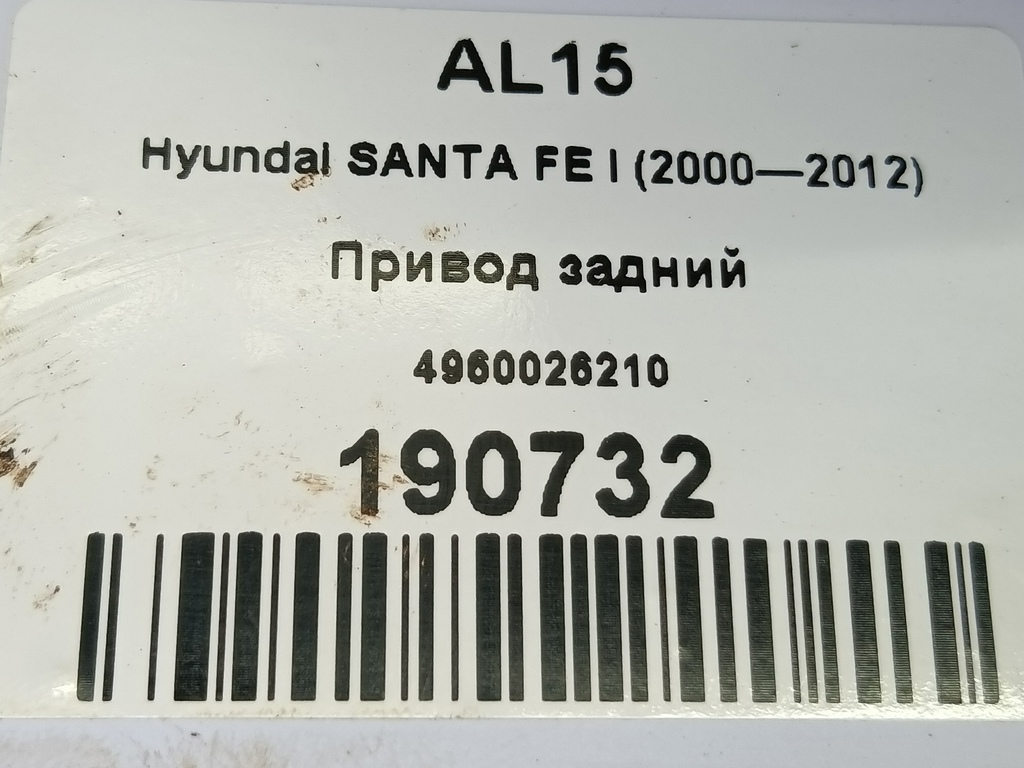 AL15
Hyundai SANTA FE I (2000—2012)
Привод задний
4960026210
190732